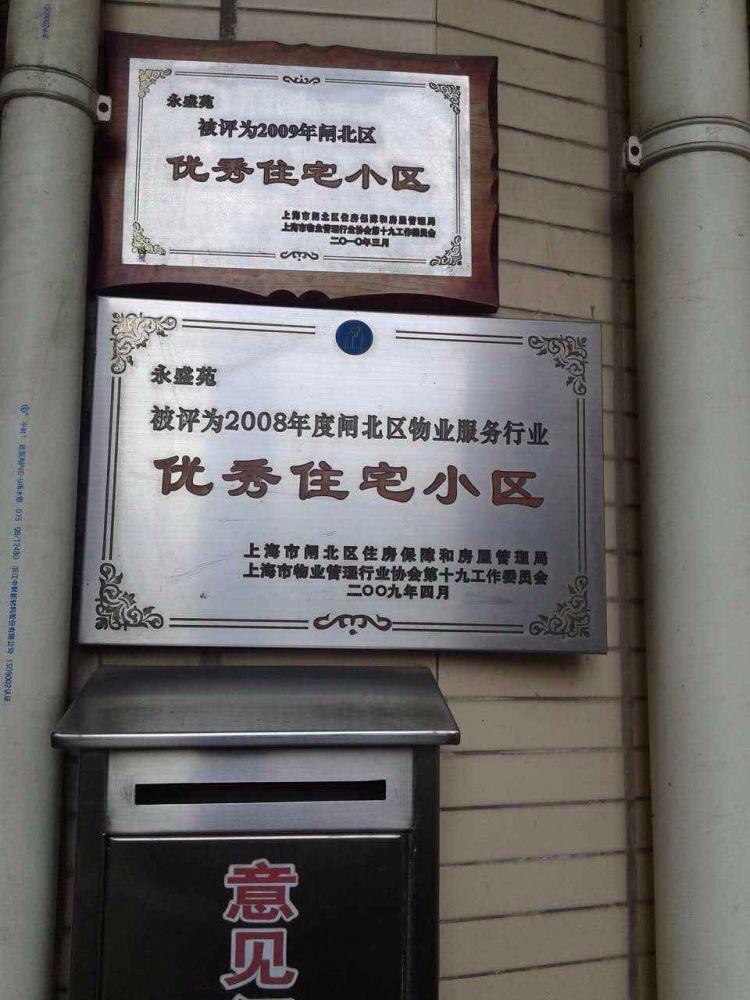 永盛苑
被评为2009年闸北区
优秀住宅小区
上海市闸北区住房保障和房屋管理局
上海市物业管理行业协会第十九工作委员会
二〇一〇年三月
永盛苑
被评为2008年度闸北区物业服务行业
优秀住宅小区
上海市闸北区住房保障和房屋管理局
上海市物业管理行业协会第十九工作委员会
二〇〇九年四月
意见